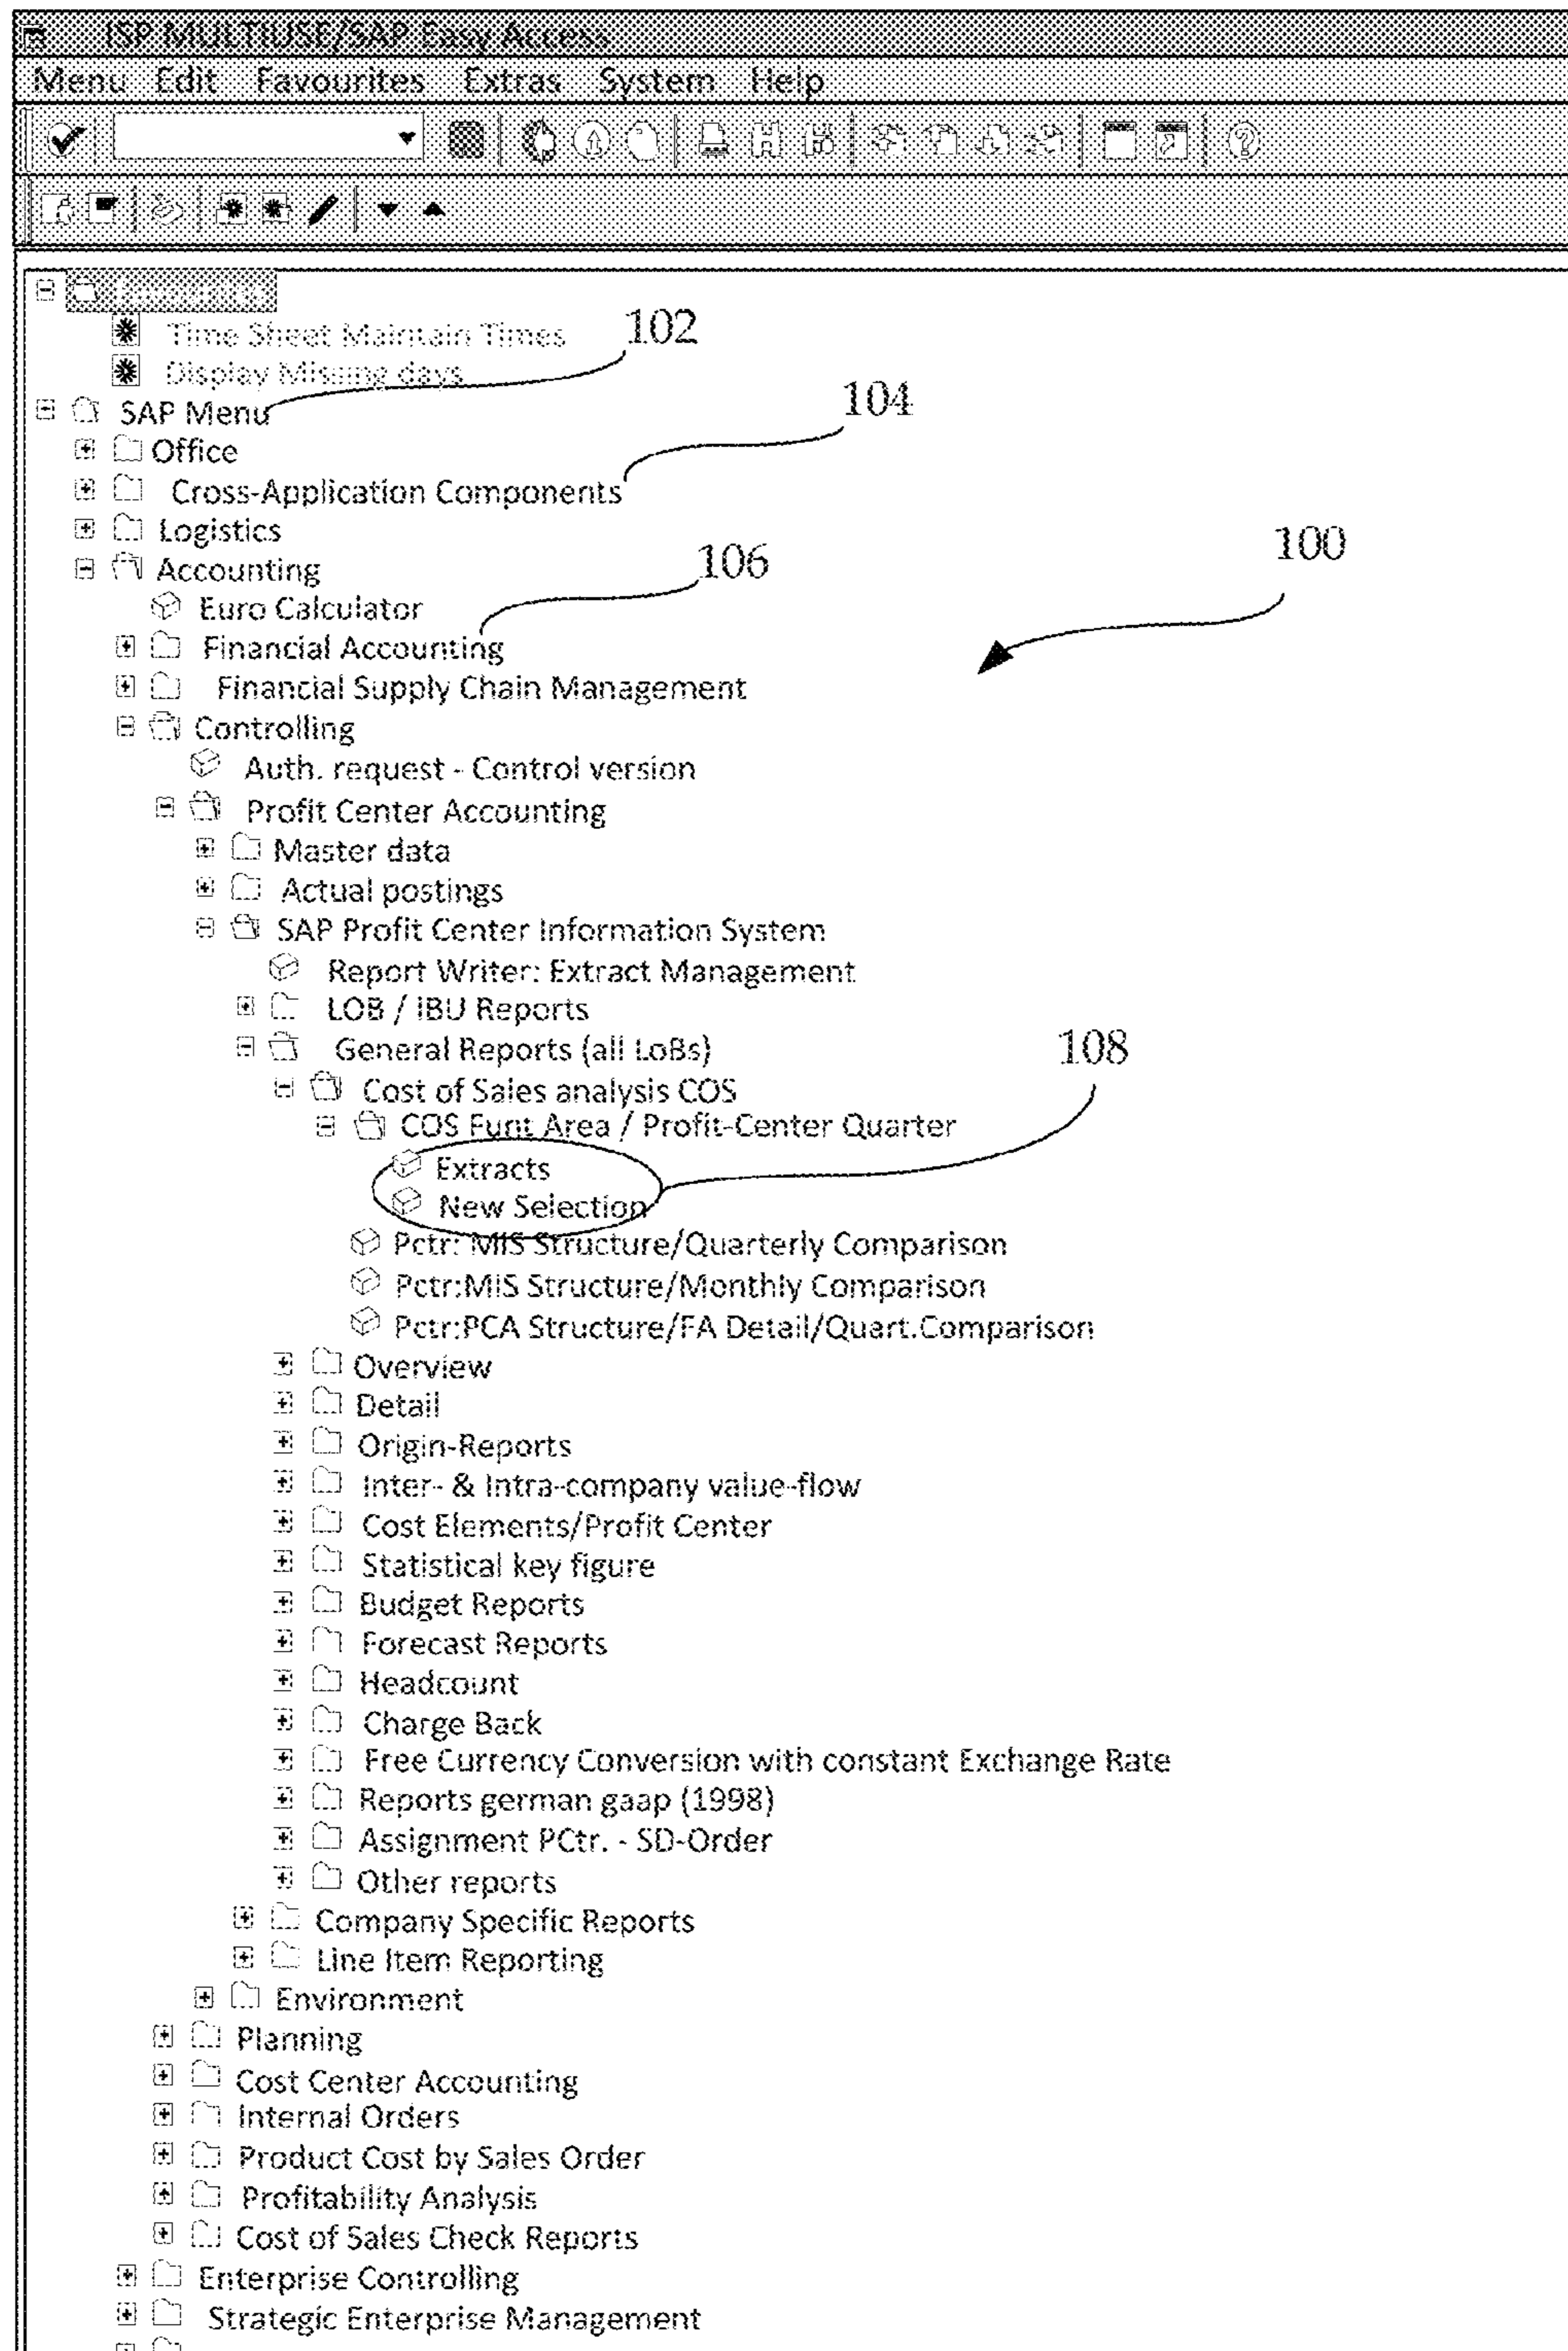 ISP MULTIUSE/SAP Easy Access
Menu Edit Favourites Extras System Help
Time Sheet Maintain Times
102
Display Missing days
104
SAP Menu
Office
Cross-Application Components
Logistics
100
106
Accounting
Euro Calculator
Financial Accounting
Financial Supply Chain Management
Controlling
Auth. request - Control version
Profit Center Accounting
Master data
Actual postings
SAP Profit Center Information System
Report Writer: Extract Management
LOB / IBU Reports
General Reports (all LoBs)
108
Cost of Sales analysis COS
COS Funt Area / Profit-Center Quarter
Extracts
New Selection
Pctr: MIS Structure/Quarterly Comparison
Pctr:MIS Structure/Monthly Comparison
Pctr:PCA Structure/FA Detail/Quart.Comparison
Overview
Detail
Origin-Reports
Inter- & Intra-company value-flow
Cost Elements/Profit Center
Statistical key figure
Budget Reports
Forecast Reports
Headcount
Charge Back
Free Currency Conversion with constant Exchange Rate
Reports german gaap (1998)
Assignment PCtr. - SD-Order
Other reports
Company Specific Reports
Line Item Reporting
Environment
Planning
Cost Center Accounting
Internal Orders
Product Cost by Sales Order
Profitability Analysis
Cost of Sales Check Reports
Enterprise Controlling
Strategic Enterprise Management